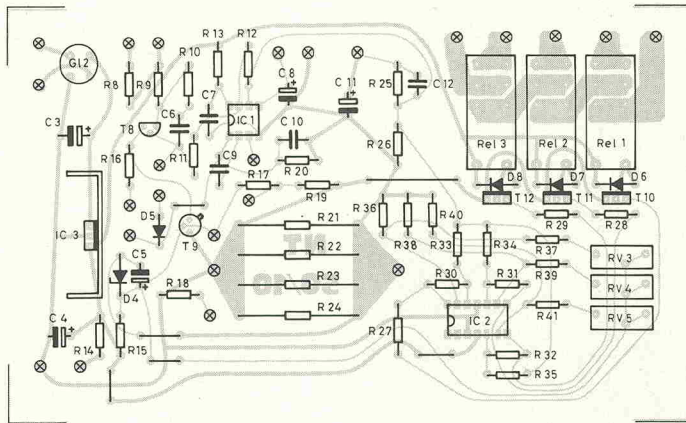 R13 R12
GL2
R8 R9 R10
C8
C11
R25
C12
C3
C6 C7
IC1
T8
C10
R26
Rel 3 Rel 2 Rel 1
R16
R11
C9
R20
R17
R19
D8 D7 D6
T12 T11 T10
R36 R38 R40
R29 R28
D5
IC 3
T9
R21
R22
R23
R24
R33 R34
R37
R39
R41
RV 3
RV 4
RV 5
C5
D4
R18
R30 R31
C4
R14 R15
R27
IC 2
R32
R35